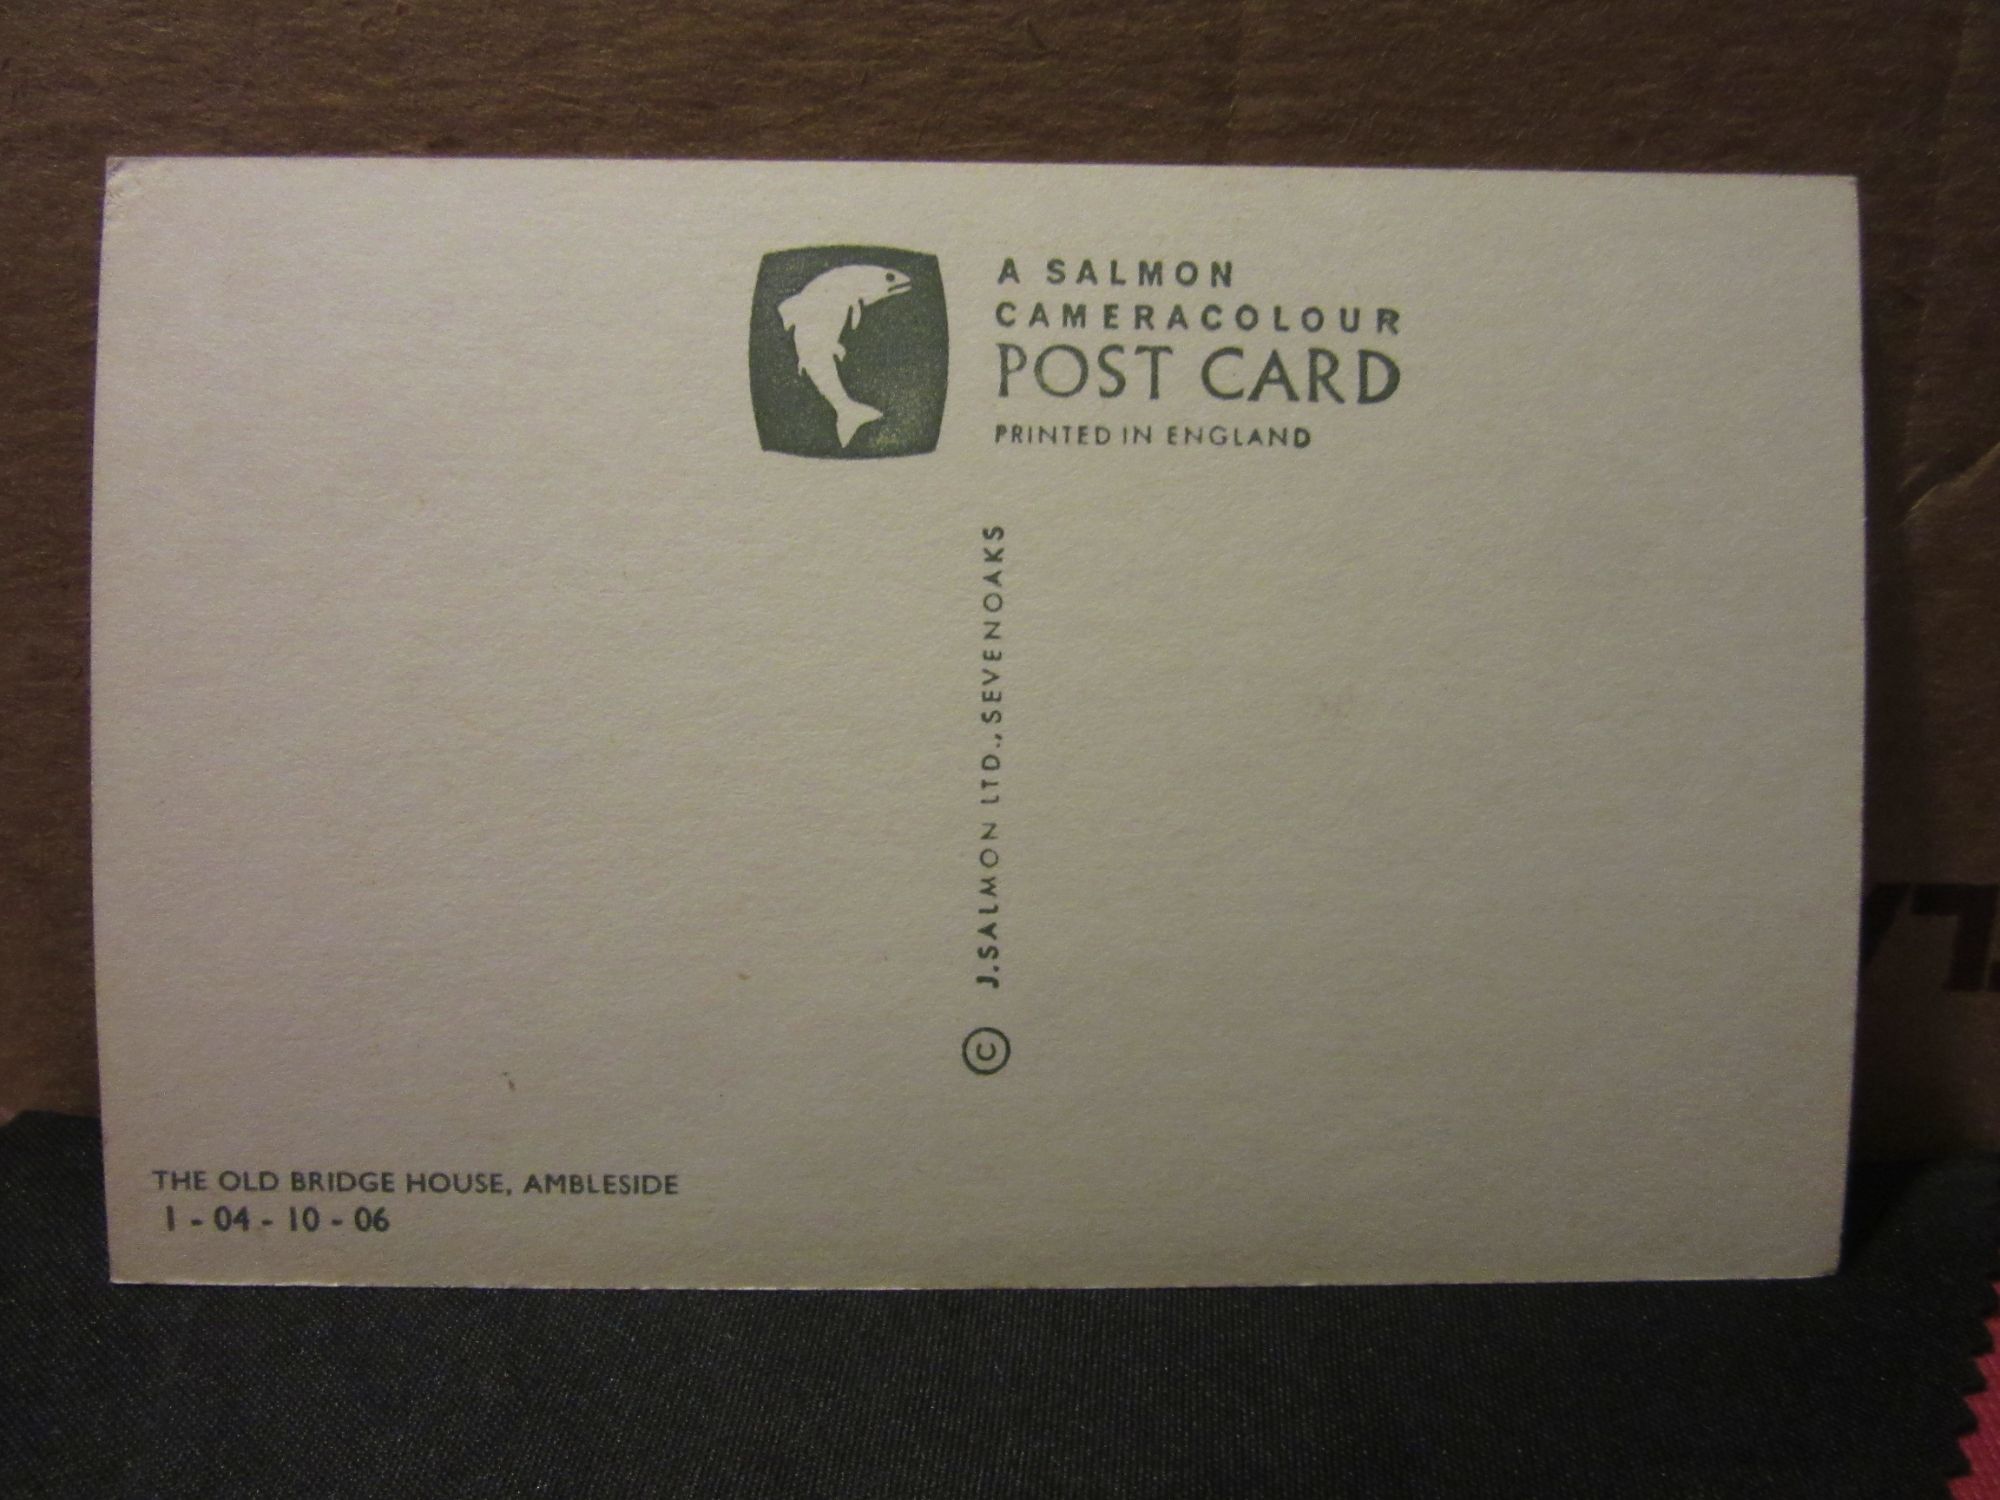 A SALMON
CAMERACOLOUR
POST CARD
PRINTED IN ENGLAND
© J. SALMON LTD., SEVENOAKS
THE OLD BRIDGE HOUSE, AMBLESIDE
1 - 04 - 10 - 06